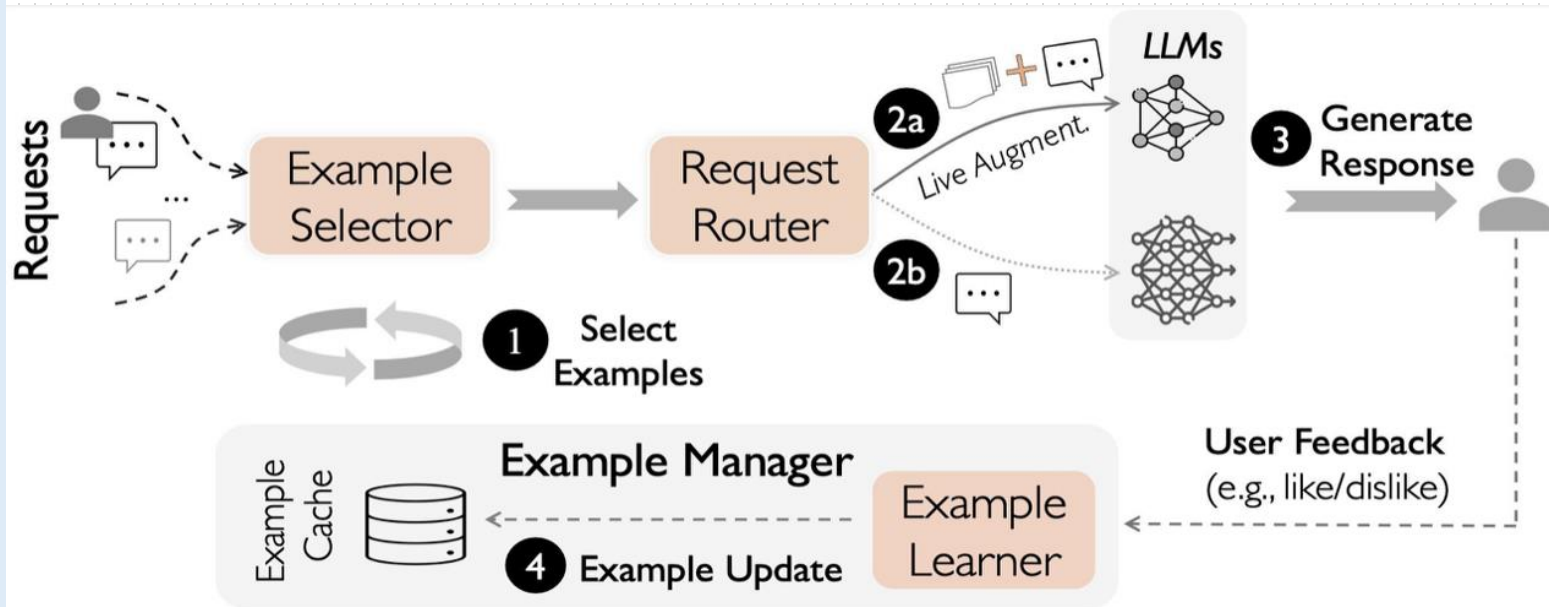 Requests
...
Example
Selector
Request
Router
2a
Live Augment.
2b
LLMs
3
Generate
Response
1
Select
Examples
User Feedback
(e.g., like/dislike)
Example Manager
Example
Cache
4
Example Update
Example
Learner